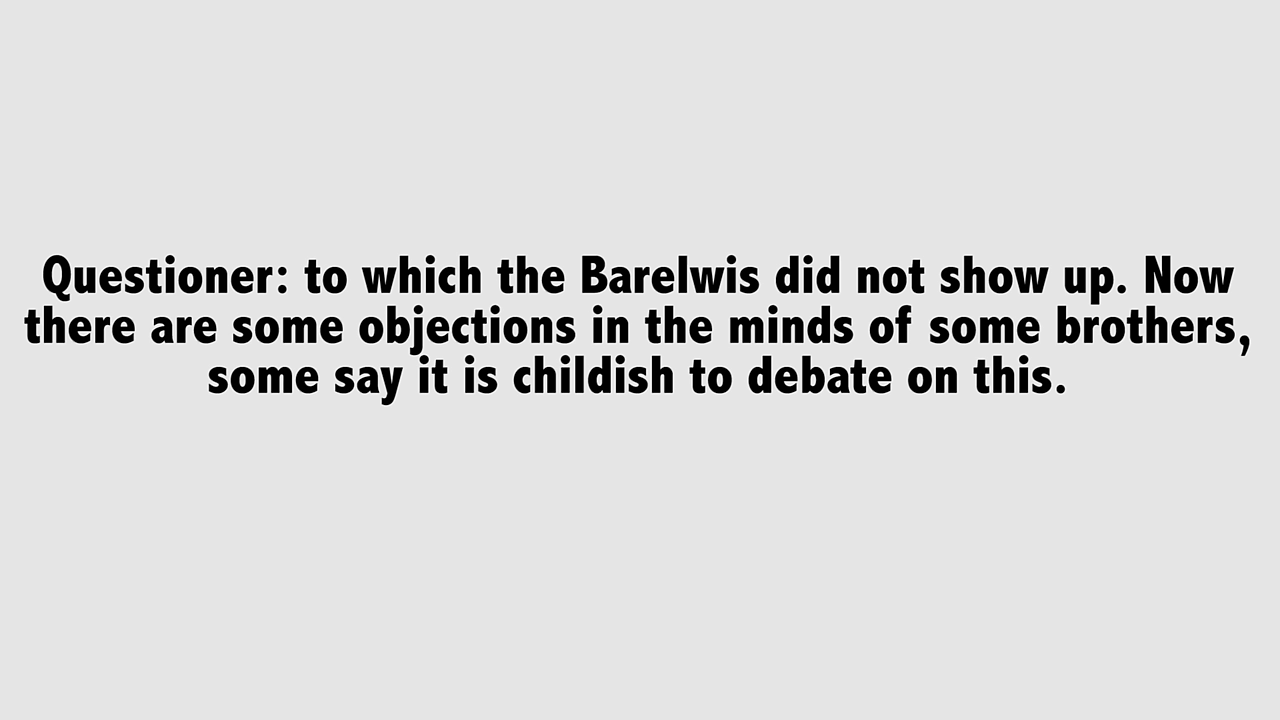 Questioner: to which the Barelwis did not show up. Now
there are some objections in the minds of some brothers,
some say it is childish to debate on this.